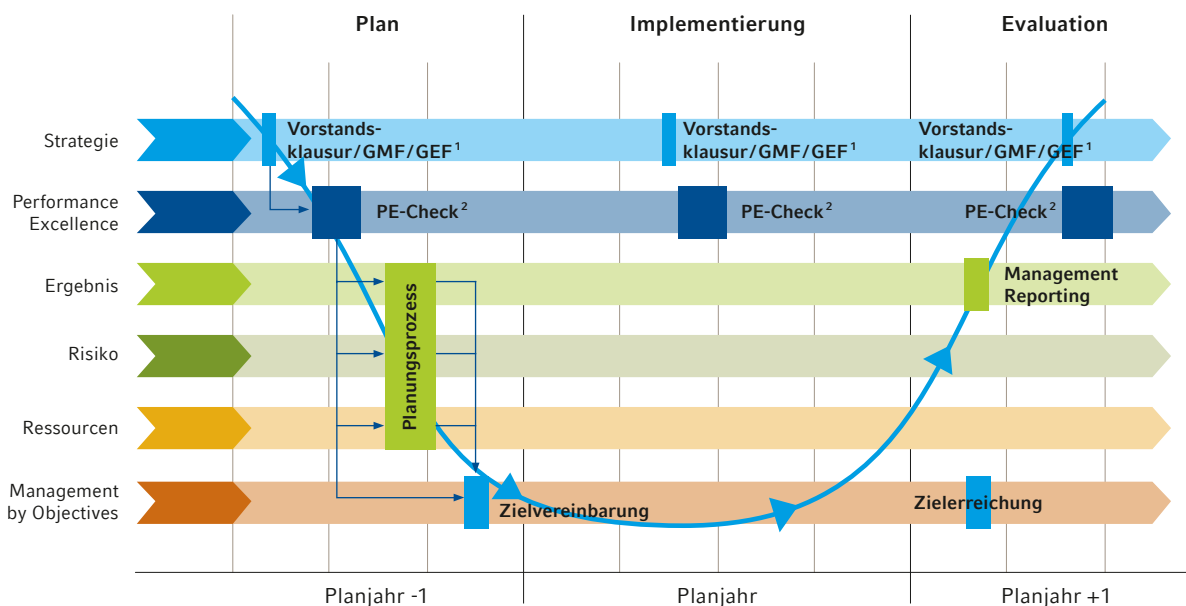 Plan
Implementierung
Evaluation
Strategie
Vorstands-
klausur/GMF/GEF¹
Vorstands-
klausur/GMF/GEF¹
Vorstands-
klausur/GMF/GEF¹
Performance
Excellence
PE-Check²
PE-Check²
PE-Check²
Ergebnis
Management
Reporting
Planungsprozess
Risiko
Ressourcen
Management
by Objectives
Zielvereinbarung
Zielerreichung
Planjahr -1
Planjahr
Planjahr +1